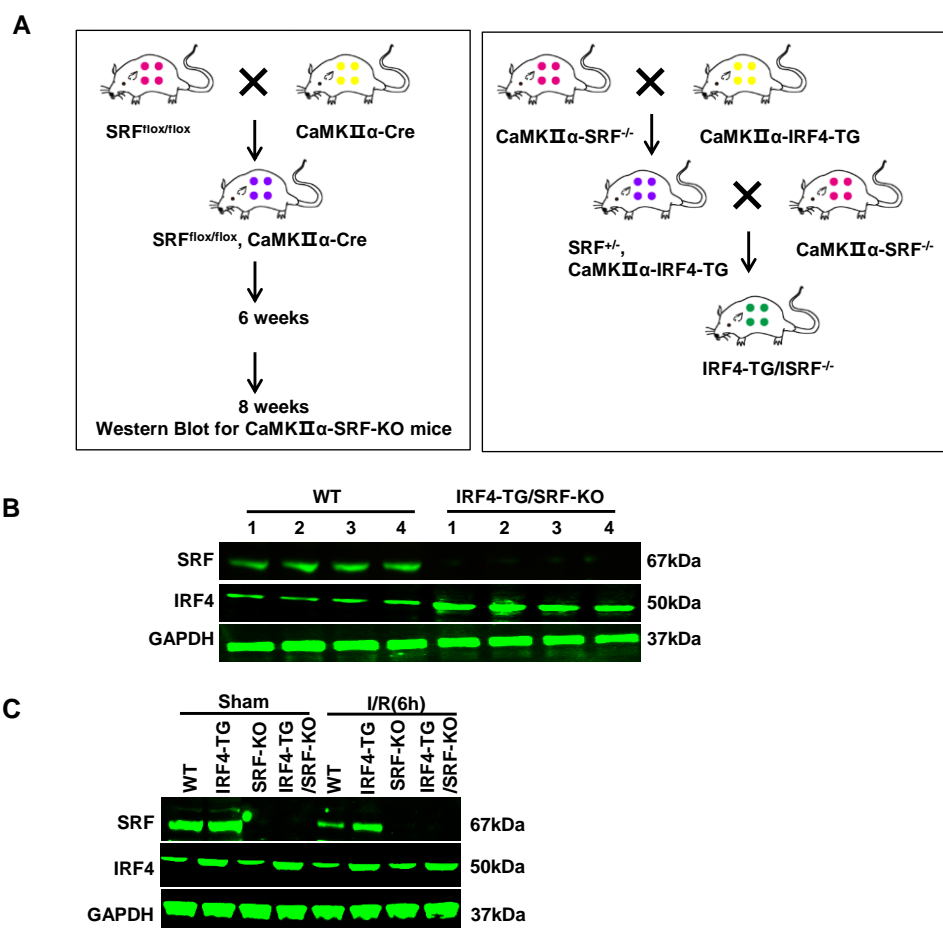 A
SRFflox/flox
CaMKⅡα-Cre
SRFflox/flox, CaMKⅡα-Cre
6 weeks
8 weeks
Western Blot for CaMKⅡα-SRF-KO mice
CaMKⅡα-SRF-/-
CaMKⅡα-IRF4-TG
SRF+/-,
CaMKⅡα-IRF4-TG
CaMKⅡα-SRF-/-
IRF4-TG/ISRF-/-
B
WT IRF4-TG/SRF-KO
1 2 3 4 1 2 3 4
SRF 67kDa
IRF4 50kDa
GAPDH 37kDa
C
Sham I/R(6h)
WT
IRF4-TG
SRF-KO
IRF4-TG
/SRF-KO
WT
IRF4-TG
SRF-KO
IRF4-TG
/SRF-KO
SRF 67kDa
IRF4 50kDa
GAPDH 37kDa